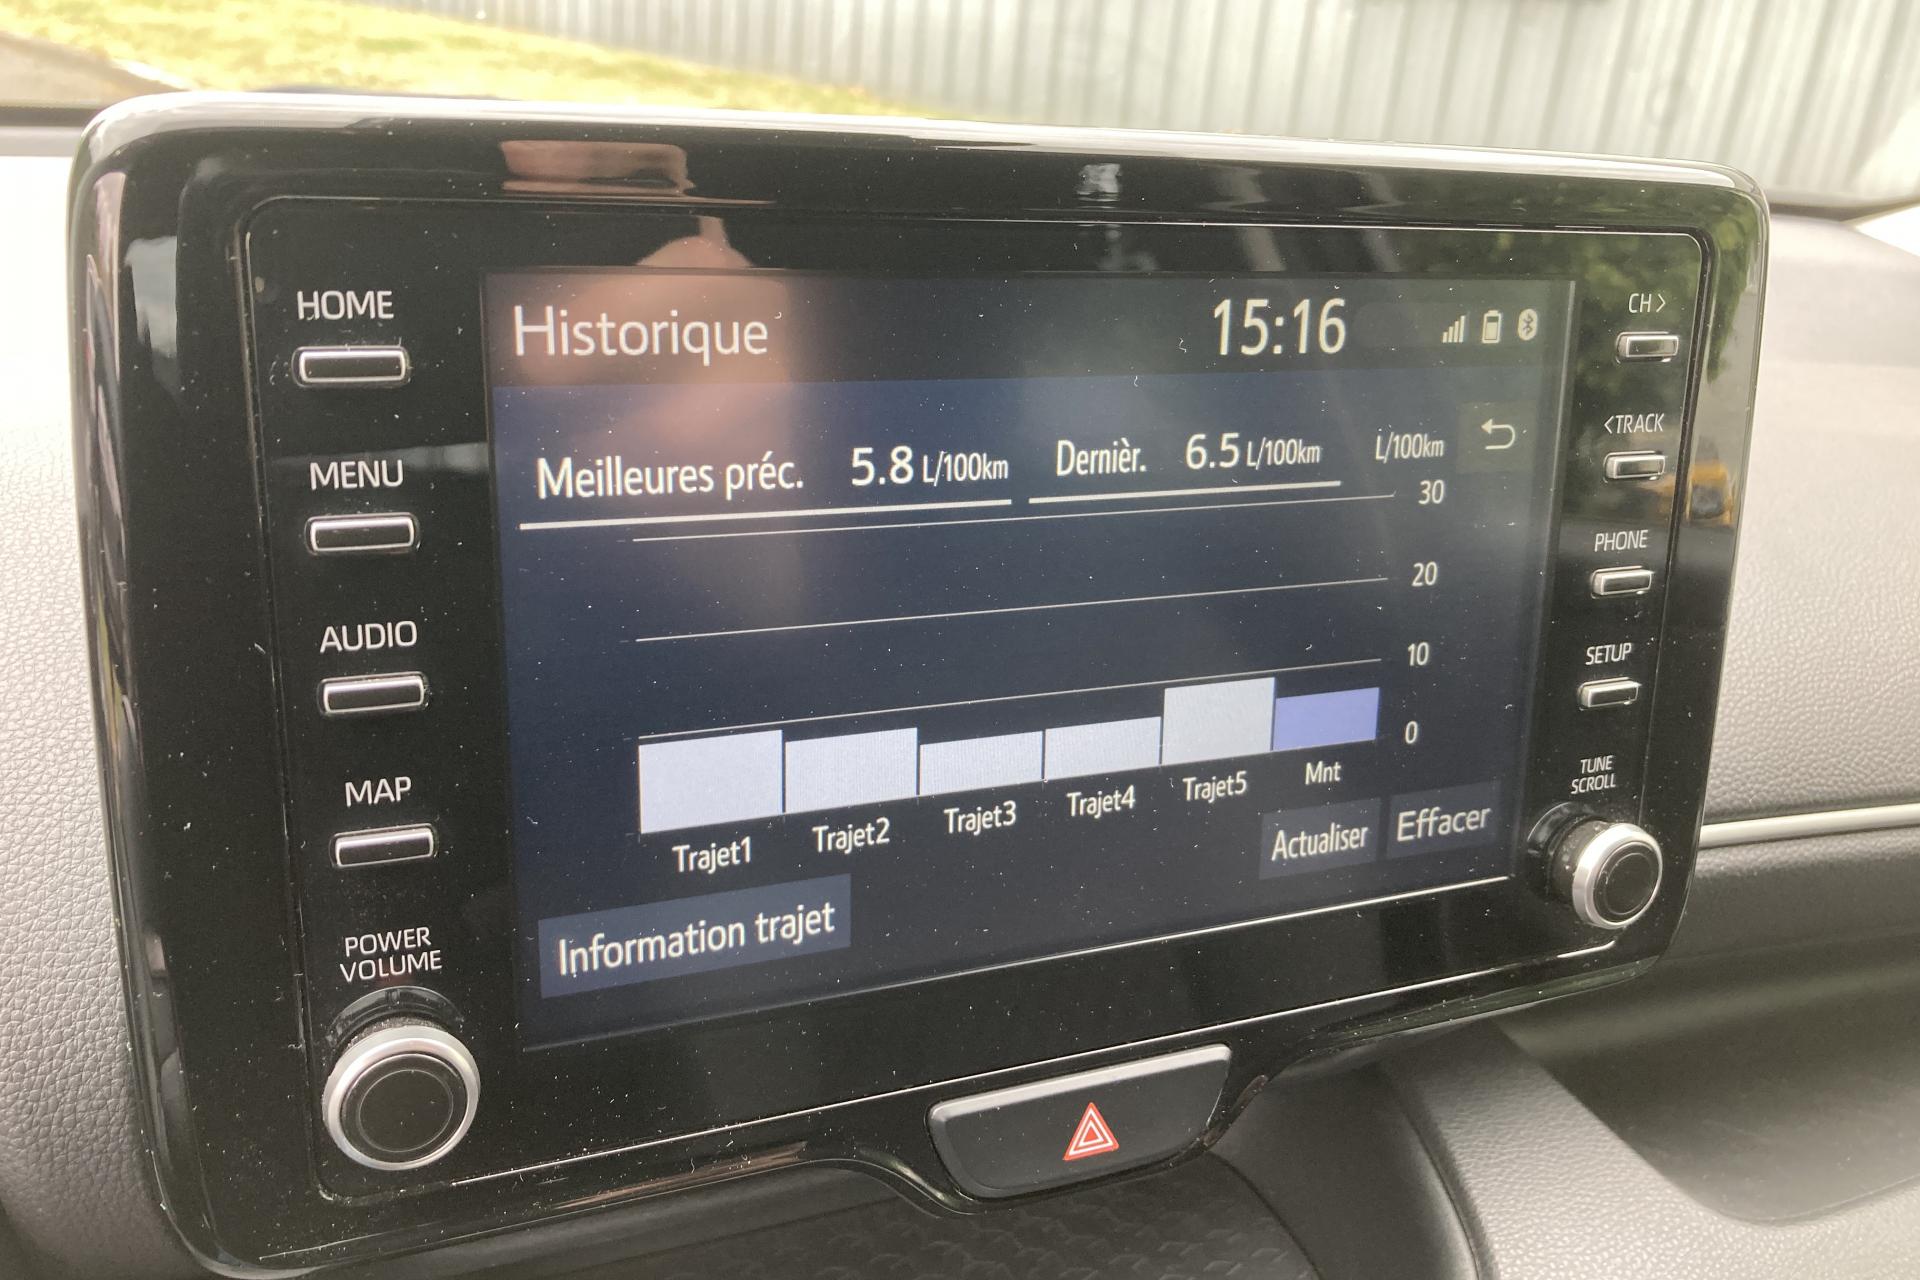 HOME
MENU
AUDIO
MAP
POWER
VOLUME
Historique 15:16
Meilleures préc. 5.8 L/100km Dernièr. 6.5 L/100km L/100km
30
20
10
0
Trajet1 Trajet2 Trajet3 Trajet4 Trajet5 Mnt
Actualiser Effacer
Information trajet
CH>
<TRACK
PHONE
SETUP
TUNE
SCROLL